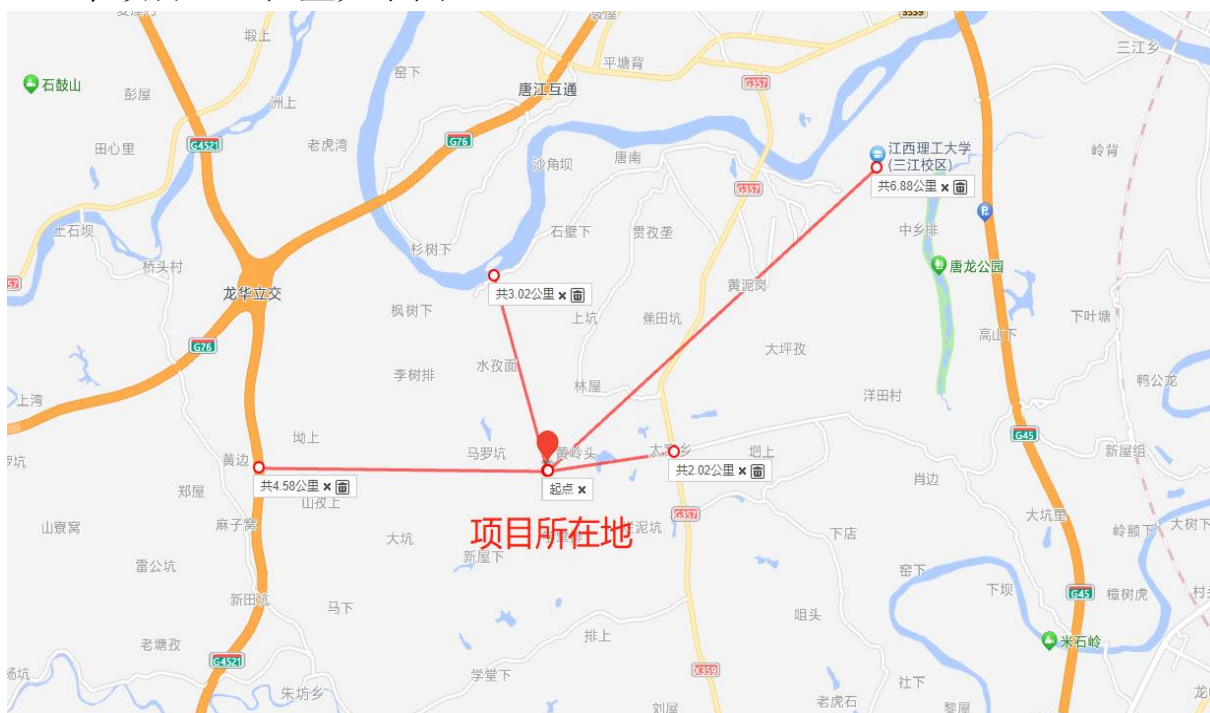 S539
三江乡
塅上
窑下
平塘背
石鼓山
唐江互通
G357
彭屋
洲上
G76
G4521
老虎湾
田心里
沙角坝
唐南
江西理工大学
(三江校区)
岭背
共6.88公里
G357
土石坝
杉树下
石壁下
贯孜垄
中乡排
桥头村
唐龙公园
黄泥岗
龙华立交
共3.02公里
枫树下
上坑
蕉田坑
下叶塘
高山下
G76
大坪孜
水孜面
李树排
林屋
鸭公龙
上湾
洋田村
G45
坳上
马罗坑
黄岭头
垇上
新屋组
黄边
共2.02公里
共4.58公里
起点
肖边
郑屋
山孜上
G357
大坑里
山寮窝
麻子窝
项目所在地
大坑
下店
岭额下
大树下
新屋下
雷公坑
窑下
下坝
新田坑
G45
樟树虎
马下
咀头
排上
老塘孜
米石岭
G4521
X359
学堂下
社下
朱坊乡
老虎石
刘屋
黎屋